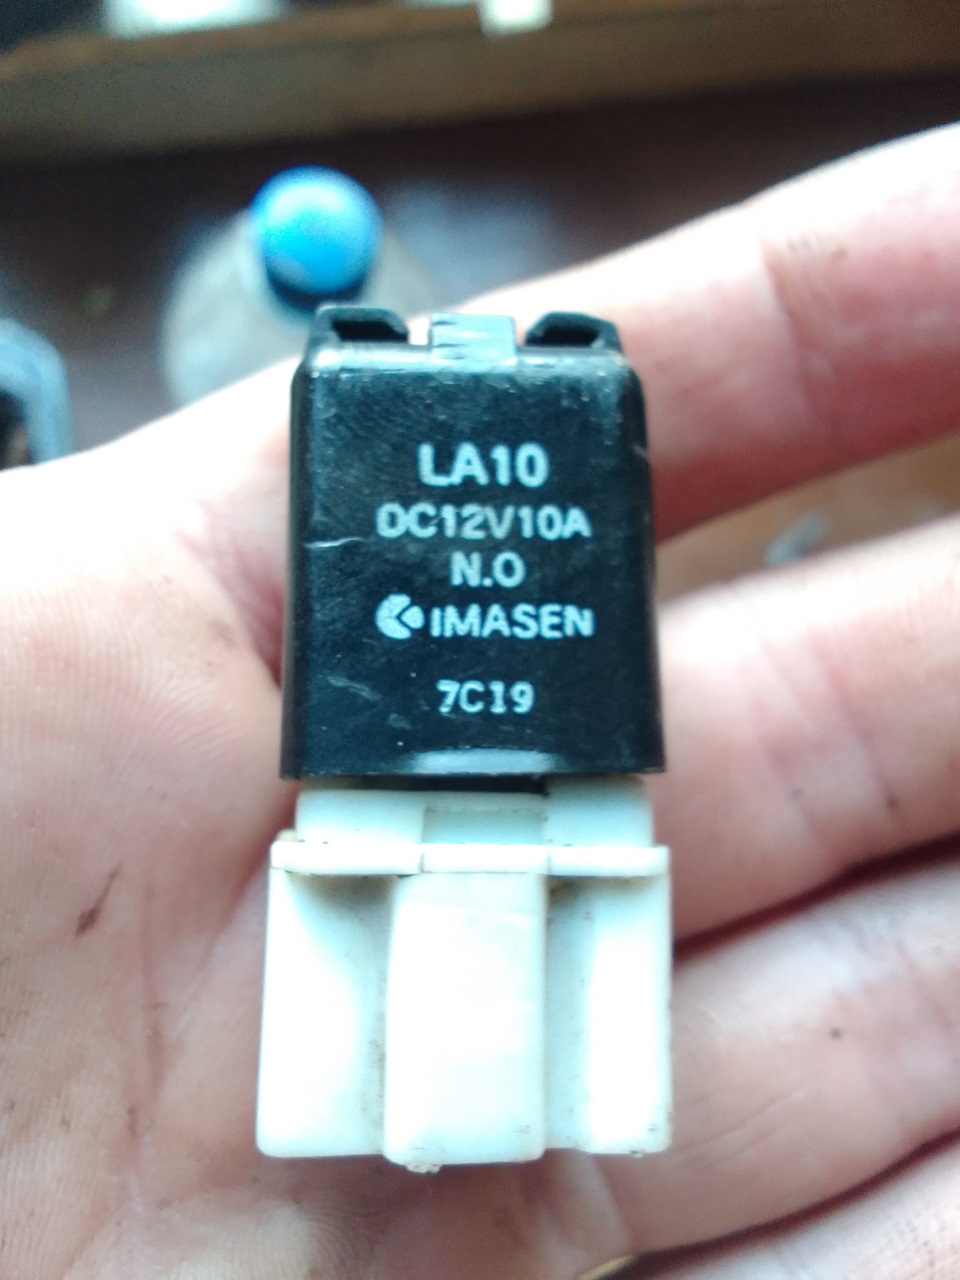 LA10
DC12V10A
N.O
IMASEN
7C19